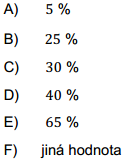 A) 5 %
B) 25 %
C) 30 %
D) 40 %
E) 65 %
F) jiná hodnota